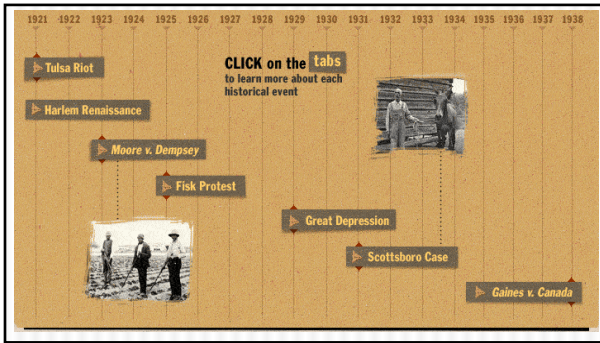 1921 1922 1923 1924 1925 1926 1927 1928 1929 1930 1931 1932 1933 1934 1935 1936 1937 1938
CLICK on the tabs
to learn more about each
historical event
Tulsa Riot
Harlem Renaissance
Moore v. Dempsey
Fisk Protest
Great Depression
Scottsboro Case
Gaines v. Canada